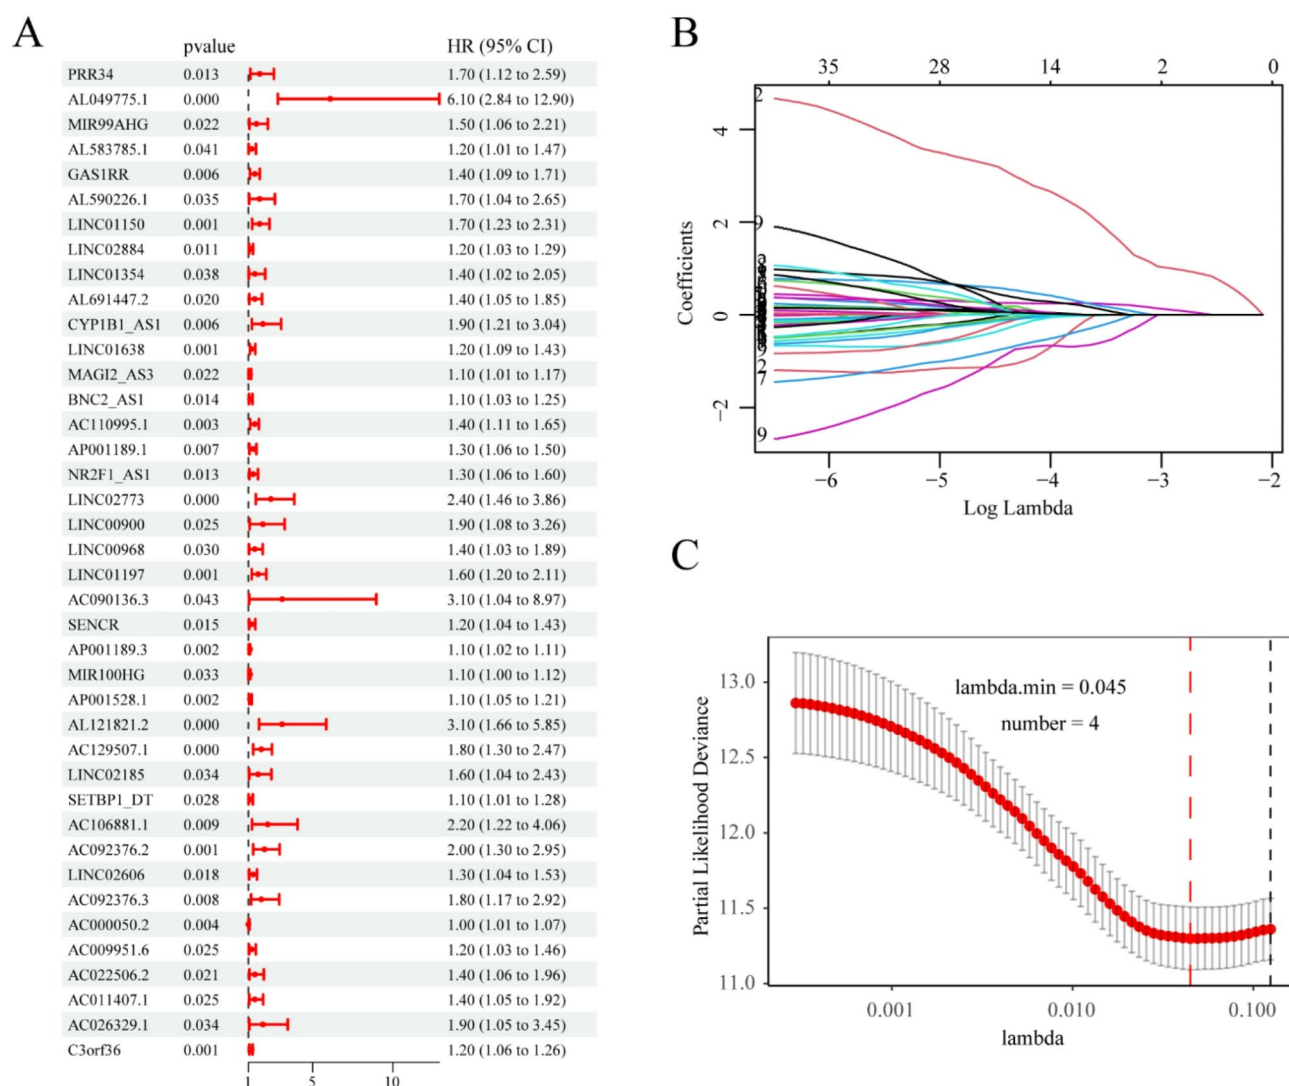 A
pvalue HR (95% CI)
PRR34 0.013 1.70 (1.12 to 2.59)
AL049775.1 0.000 6.10 (2.84 to 12.90)
MIR99AHG 0.022 1.50 (1.06 to 2.21)
AL583785.1 0.041 1.20 (1.01 to 1.47)
GAS1RR 0.006 1.40 (1.09 to 1.71)
AL590226.1 0.035 1.70 (1.04 to 2.65)
LINC01150 0.001 1.70 (1.23 to 2.31)
LINC02884 0.011 1.20 (1.03 to 1.29)
LINC01354 0.038 1.40 (1.02 to 2.05)
AL691447.2 0.020 1.40 (1.05 to 1.85)
CYP1B1_AS1 0.006 1.90 (1.21 to 3.04)
LINC01638 0.001 1.20 (1.09 to 1.43)
MAGI2_AS3 0.022 1.10 (1.01 to 1.17)
BNC2_AS1 0.014 1.10 (1.03 to 1.25)
AC110995.1 0.003 1.40 (1.11 to 1.65)
AP001189.1 0.007 1.30 (1.06 to 1.50)
NR2F1_AS1 0.013 1.30 (1.06 to 1.60)
LINC02773 0.000 2.40 (1.46 to 3.86)
LINC00900 0.025 1.90 (1.08 to 3.26)
LINC00968 0.030 1.40 (1.03 to 1.89)
LINC01197 0.001 1.60 (1.20 to 2.11)
AC090136.3 0.043 3.10 (1.04 to 8.97)
SENCR 0.015 1.20 (1.04 to 1.43)
AP001189.3 0.002 1.10 (1.02 to 1.11)
MIR100HG 0.033 1.10 (1.00 to 1.12)
AP001528.1 0.002 1.10 (1.05 to 1.21)
AL121821.2 0.000 3.10 (1.66 to 5.85)
AC129507.1 0.000 1.80 (1.30 to 2.47)
LINC02185 0.034 1.60 (1.04 to 2.43)
SETBP1_DT 0.028 1.10 (1.01 to 1.28)
AC106881.1 0.009 2.20 (1.22 to 4.06)
AC092376.2 0.001 2.00 (1.30 to 2.95)
LINC02606 0.018 1.30 (1.04 to 1.53)
AC092376.3 0.008 1.80 (1.17 to 2.92)
AC000050.2 0.004 1.00 (1.01 to 1.07)
AC009951.6 0.025 1.20 (1.03 to 1.46)
AC022506.2 0.021 1.40 (1.06 to 1.96)
AC011407.1 0.025 1.40 (1.05 to 1.92)
AC026329.1 0.034 1.90 (1.05 to 3.45)
C3orf36 0.001 1.20 (1.06 to 1.26)
1 5 10
B
35 28 14 2 0
Coefficients
4
2
0
−2
2
9
9
2
7
9
−6 −5 −4 −3 −2
Log Lambda
C
Partial Likelihood Deviance
13.0
12.5
12.0
11.5
11.0
lambda.min = 0.045
number = 4
0.001 0.010 0.100
lambda